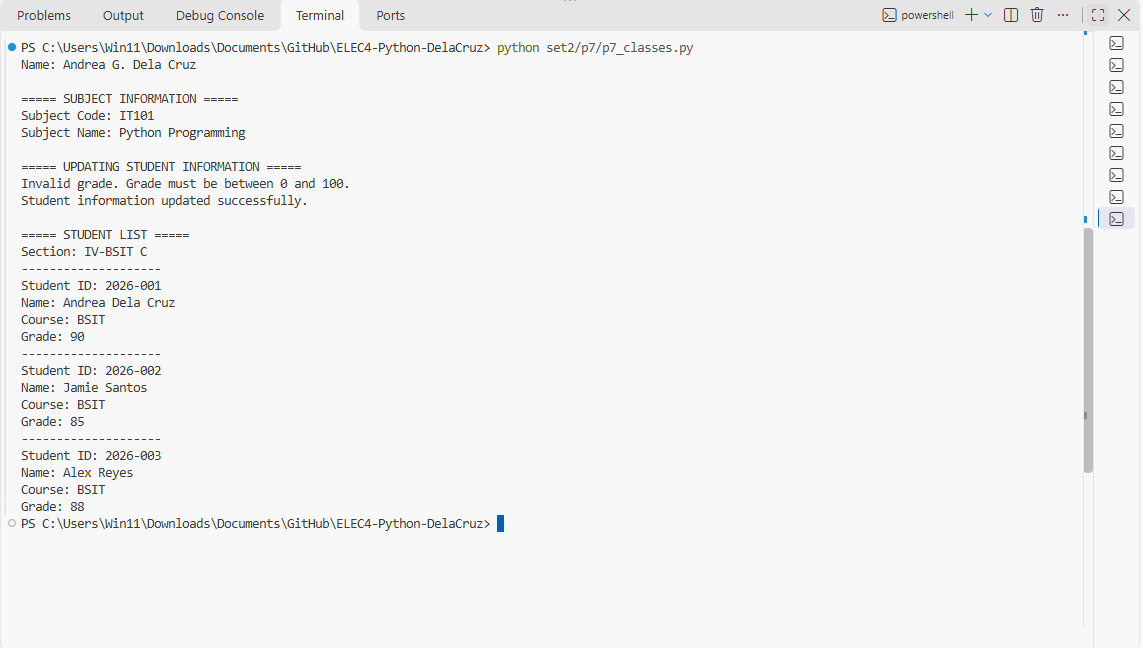 Problems Output Debug Console Terminal Ports powershell
PS C:\Users\Win11\Downloads\Documents\GitHub\ELEC4-Python-DelaCruz> python set2/p7/p7_classes.py
Name: Andrea G. Dela Cruz
===== SUBJECT INFORMATION =====
Subject Code: IT101
Subject Name: Python Programming
===== UPDATING STUDENT INFORMATION =====
Invalid grade. Grade must be between 0 and 100.
Student information updated successfully.
===== STUDENT LIST =====
Section: IV-BSIT C
--------------------
Student ID: 2026-001
Name: Andrea Dela Cruz
Course: BSIT
Grade: 90
--------------------
Student ID: 2026-002
Name: Jamie Santos
Course: BSIT
Grade: 85
--------------------
Student ID: 2026-003
Name: Alex Reyes
Course: BSIT
Grade: 88
PS C:\Users\Win11\Downloads\Documents\GitHub\ELEC4-Python-DelaCruz>